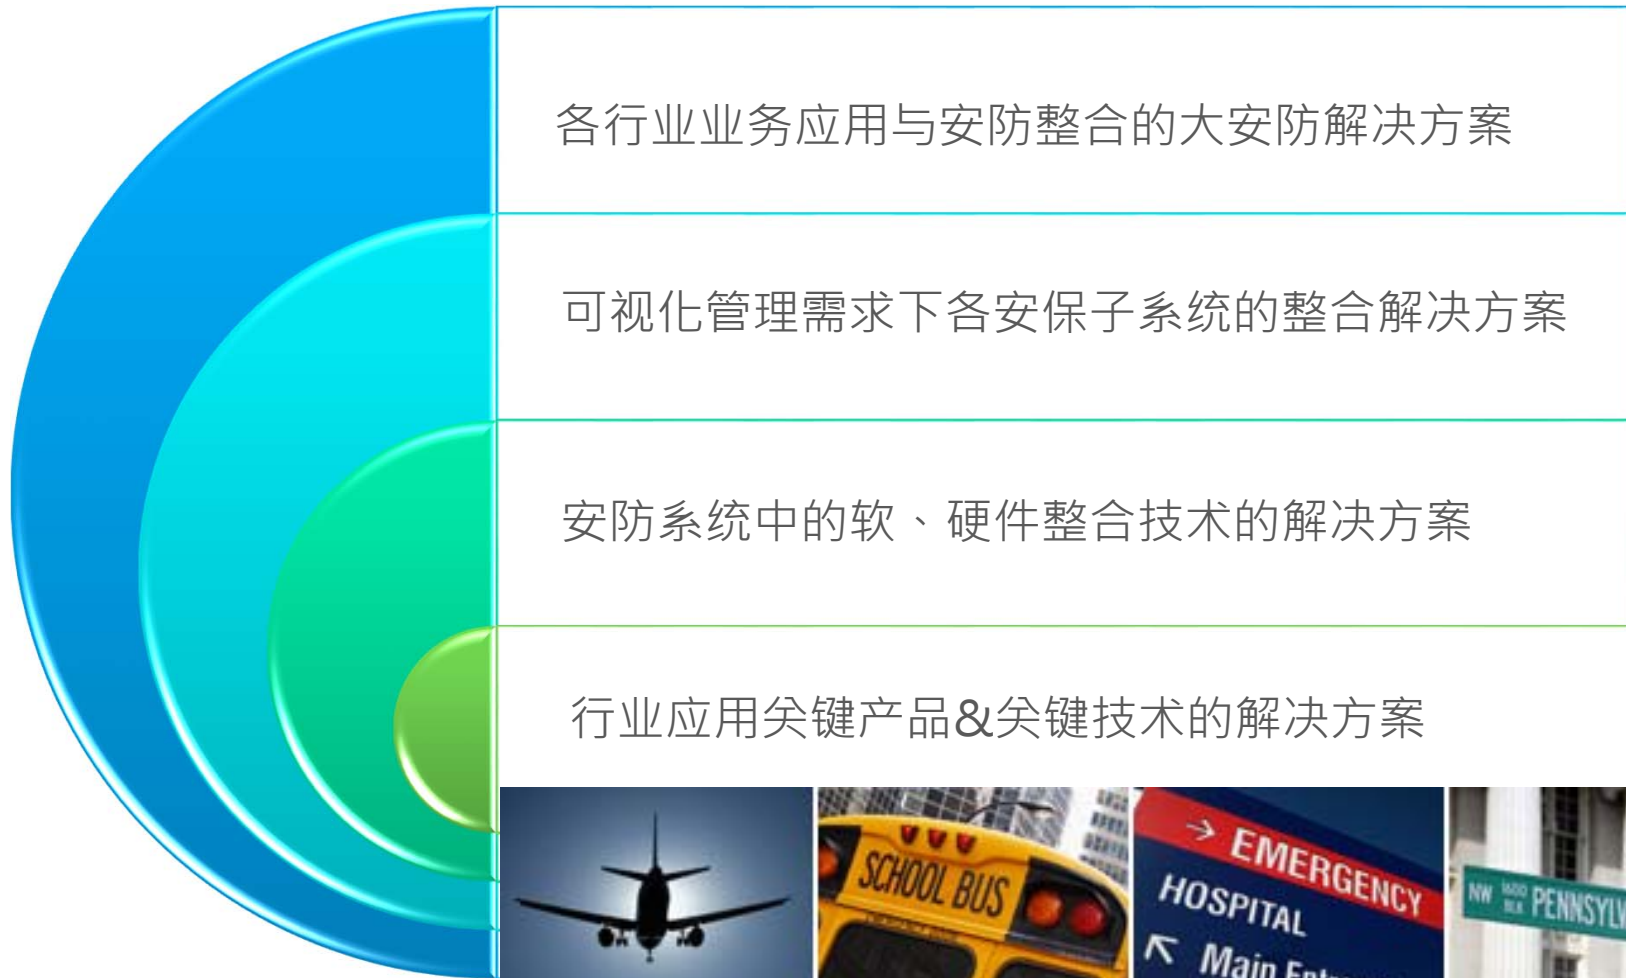 各行业业务应用与安防整合的大安防解决方案
可视化管理需求下各安保子系统的整合解决方案
安防系统中的软、硬件整合技术的解决方案
行业应用关键产品&关键技术的解决方案
SCHOOL BUS
→ EMERGENCY
HOSPITAL
↖ Main
NW 1600 BLK